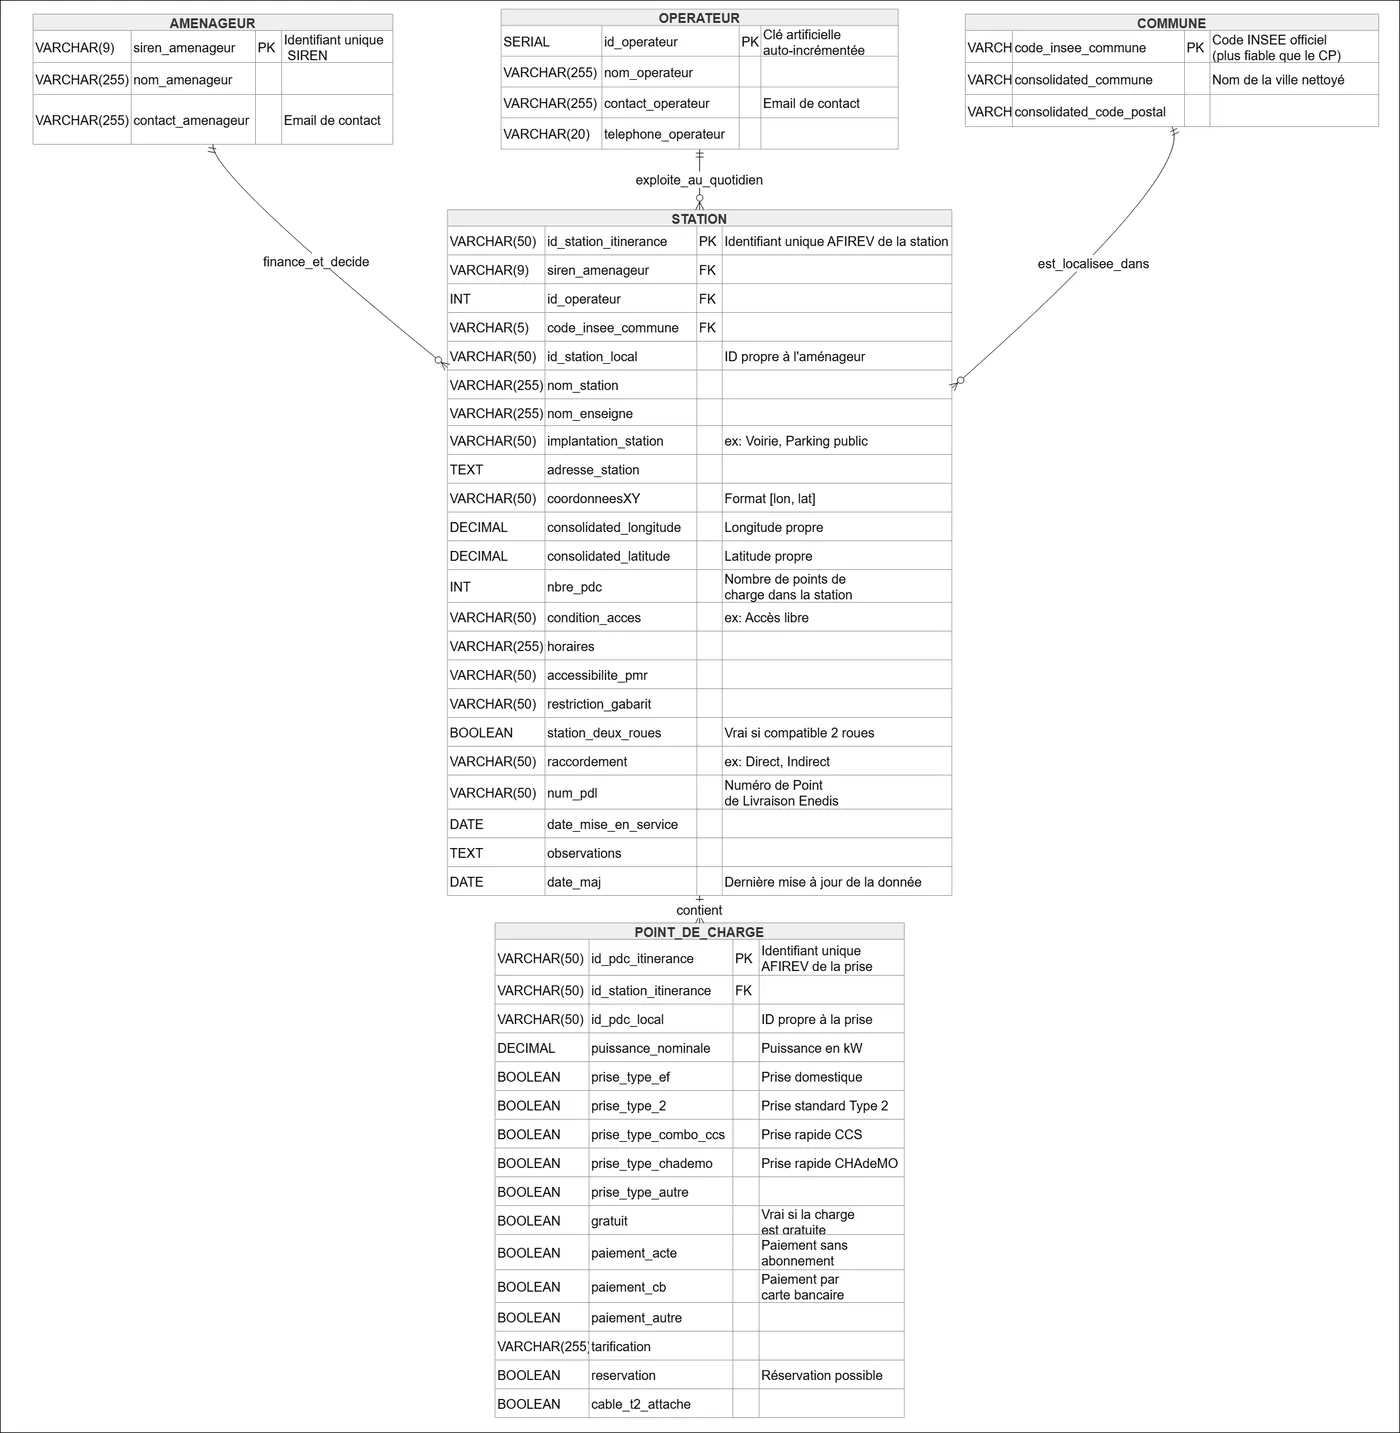 AMENAGEUR
VARCHAR(9) siren_amenageur PK Identifiant unique
SIREN
VARCHAR(255) nom_amenageur
VARCHAR(255) contact_amenageur Email de contact
OPERATEUR
SERIAL id_operateur PK Clé artificielle
auto-incrémentée
VARCHAR(255) nom_operateur
VARCHAR(255) contact_operateur Email de contact
VARCHAR(20) telephone_operateur
COMMUNE
VARCH code_insee_commune PK Code INSEE officiel
(plus fiable que le CP)
VARCH consolidated_commune Nom de la ville nettoyé
VARCH consolidated_code_postal
exploite_au_quotidien
finance_et_decide
est_localisee_dans
STATION
VARCHAR(50) id_station_itinerance PK Identifiant unique AFIREV de la station
VARCHAR(9) siren_amenageur FK
INT id_operateur FK
VARCHAR(5) code_insee_commune FK
VARCHAR(50) id_station_local ID propre à l'aménageur
VARCHAR(255) nom_station
VARCHAR(255) nom_enseigne
VARCHAR(50) implantation_station ex: Voirie, Parking public
TEXT adresse_station
VARCHAR(50) coordonneesXY Format [lon, lat]
DECIMAL consolidated_longitude Longitude propre
DECIMAL consolidated_latitude Latitude propre
INT nbre_pdc Nombre de points de
charge dans la station
VARCHAR(50) condition_acces ex: Accès libre
VARCHAR(255) horaires
VARCHAR(50) accessibilite_pmr
VARCHAR(50) restriction_gabarit
BOOLEAN station_deux_roues Vrai si compatible 2 roues
VARCHAR(50) raccordement ex: Direct, Indirect
VARCHAR(50) num_pdl Numéro de Point
de Livraison Enedis
DATE date_mise_en_service
TEXT observations
DATE date_maj Dernière mise à jour de la donnée
contient
POINT_DE_CHARGE
VARCHAR(50) id_pdc_itinerance PK Identifiant unique
AFIREV de la prise
VARCHAR(50) id_station_itinerance FK
VARCHAR(50) id_pdc_local ID propre à la prise
DECIMAL puissance_nominale Puissance en kW
BOOLEAN prise_type_ef Prise domestique
BOOLEAN prise_type_2 Prise standard Type 2
BOOLEAN prise_type_combo_ccs Prise rapide CCS
BOOLEAN prise_type_chademo Prise rapide CHAdeMO
BOOLEAN prise_type_autre
BOOLEAN gratuit Vrai si la charge
est gratuite
BOOLEAN paiement_acte Paiement sans
abonnement
BOOLEAN paiement_cb Paiement par
carte bancaire
BOOLEAN paiement_autre
VARCHAR(255) tarification
BOOLEAN reservation Réservation possible
BOOLEAN cable_t2_attache